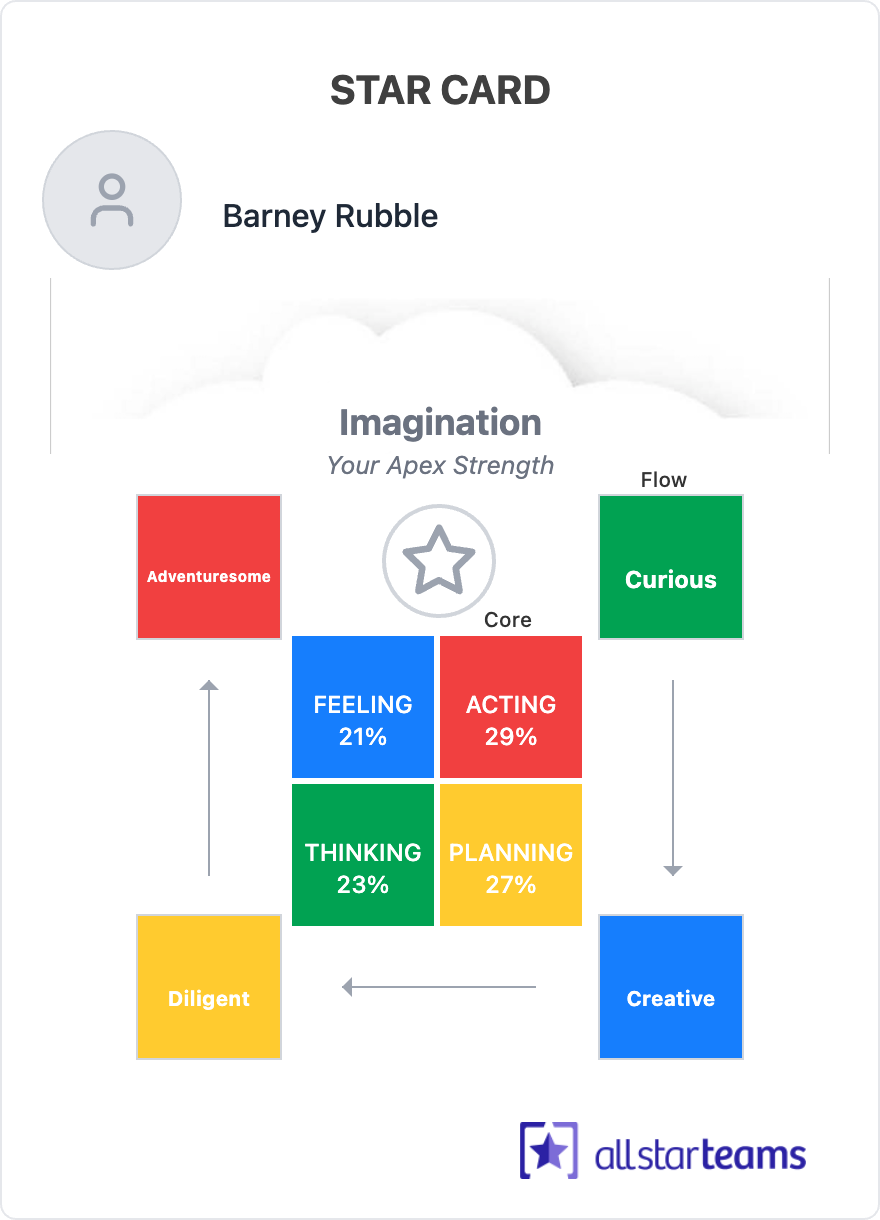 STAR CARD
Barney Rubble
Imagination
Your Apex Strength
Flow
Adventuresome
Curious
Core
FEELING
21%
ACTING
29%
THINKING
23%
PLANNING
27%
Diligent
Creative
allstarteams